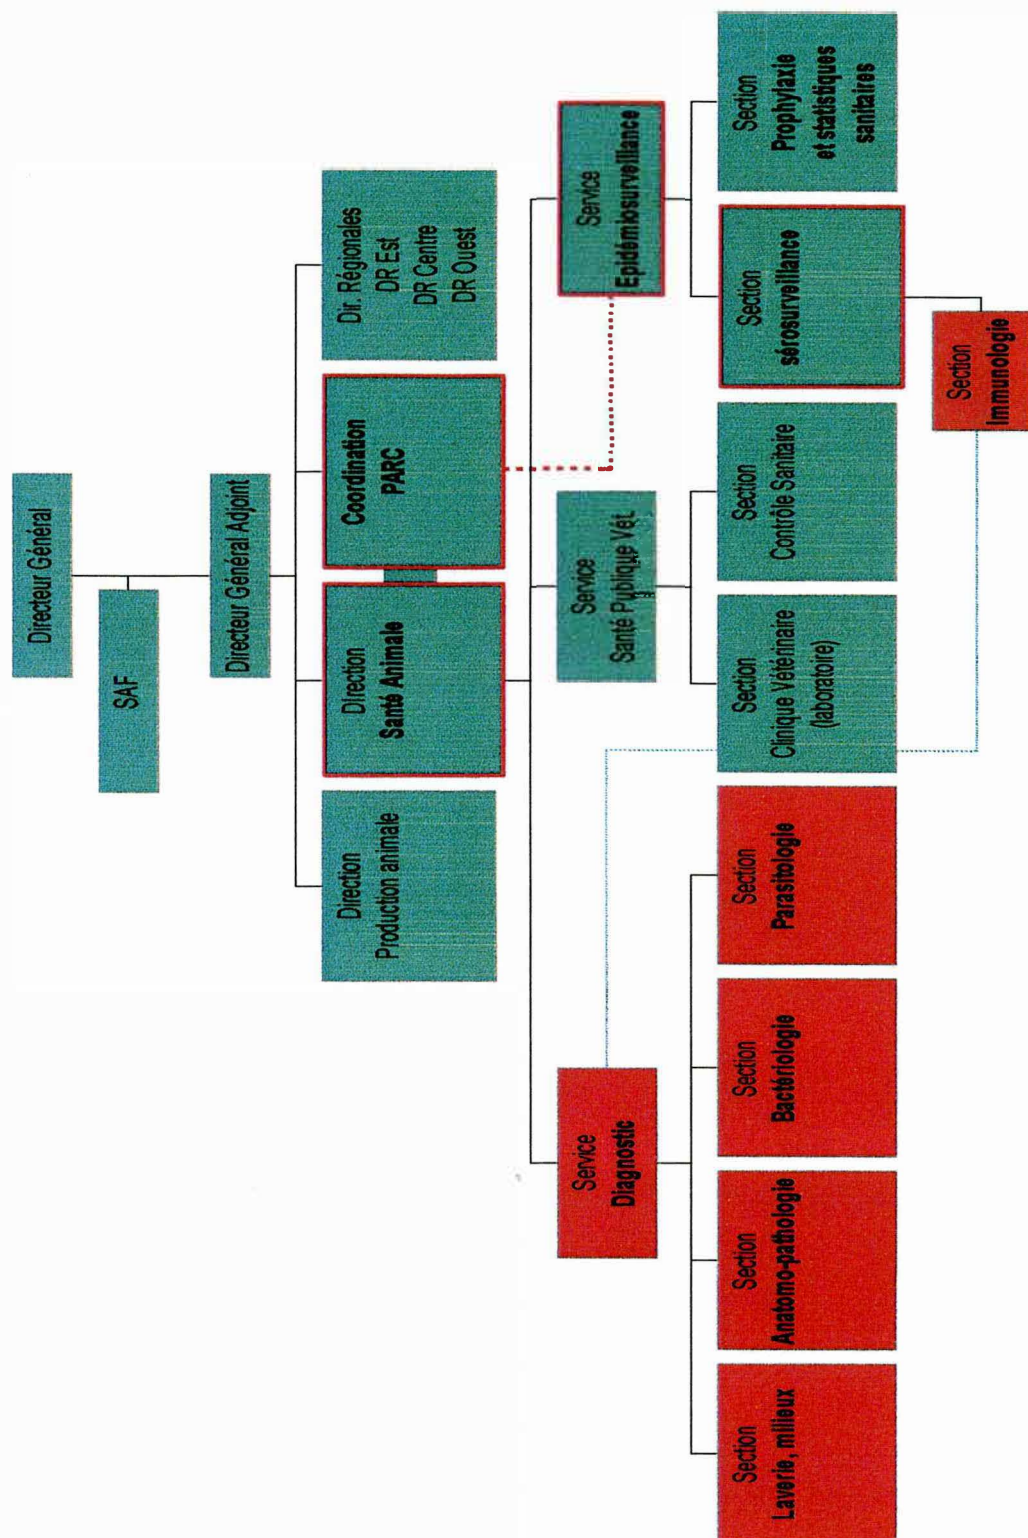 Directeur Général
SAF
Directeur Général Adjoint
Direction
Production animale
Direction
Santé Animale
Coordination
PARC
Dir. Régionales
DR Est
DR Centre
DR Ouest
Service
Diagnostic
Service
Santé Publique Vét.
Service
Epidémiosurveillance
Section
Laverie, milieux
Section
Anatomo-pathologie
Section
Bactériologie
Section
Parasitologie
Section
Clinique Vétérinaire
(laboratoire)
Section
Contrôle Sanitaire
Section
sérosurveillance
Section
Prophylaxie
et statistiques
sanitaires
Section
Immunologie